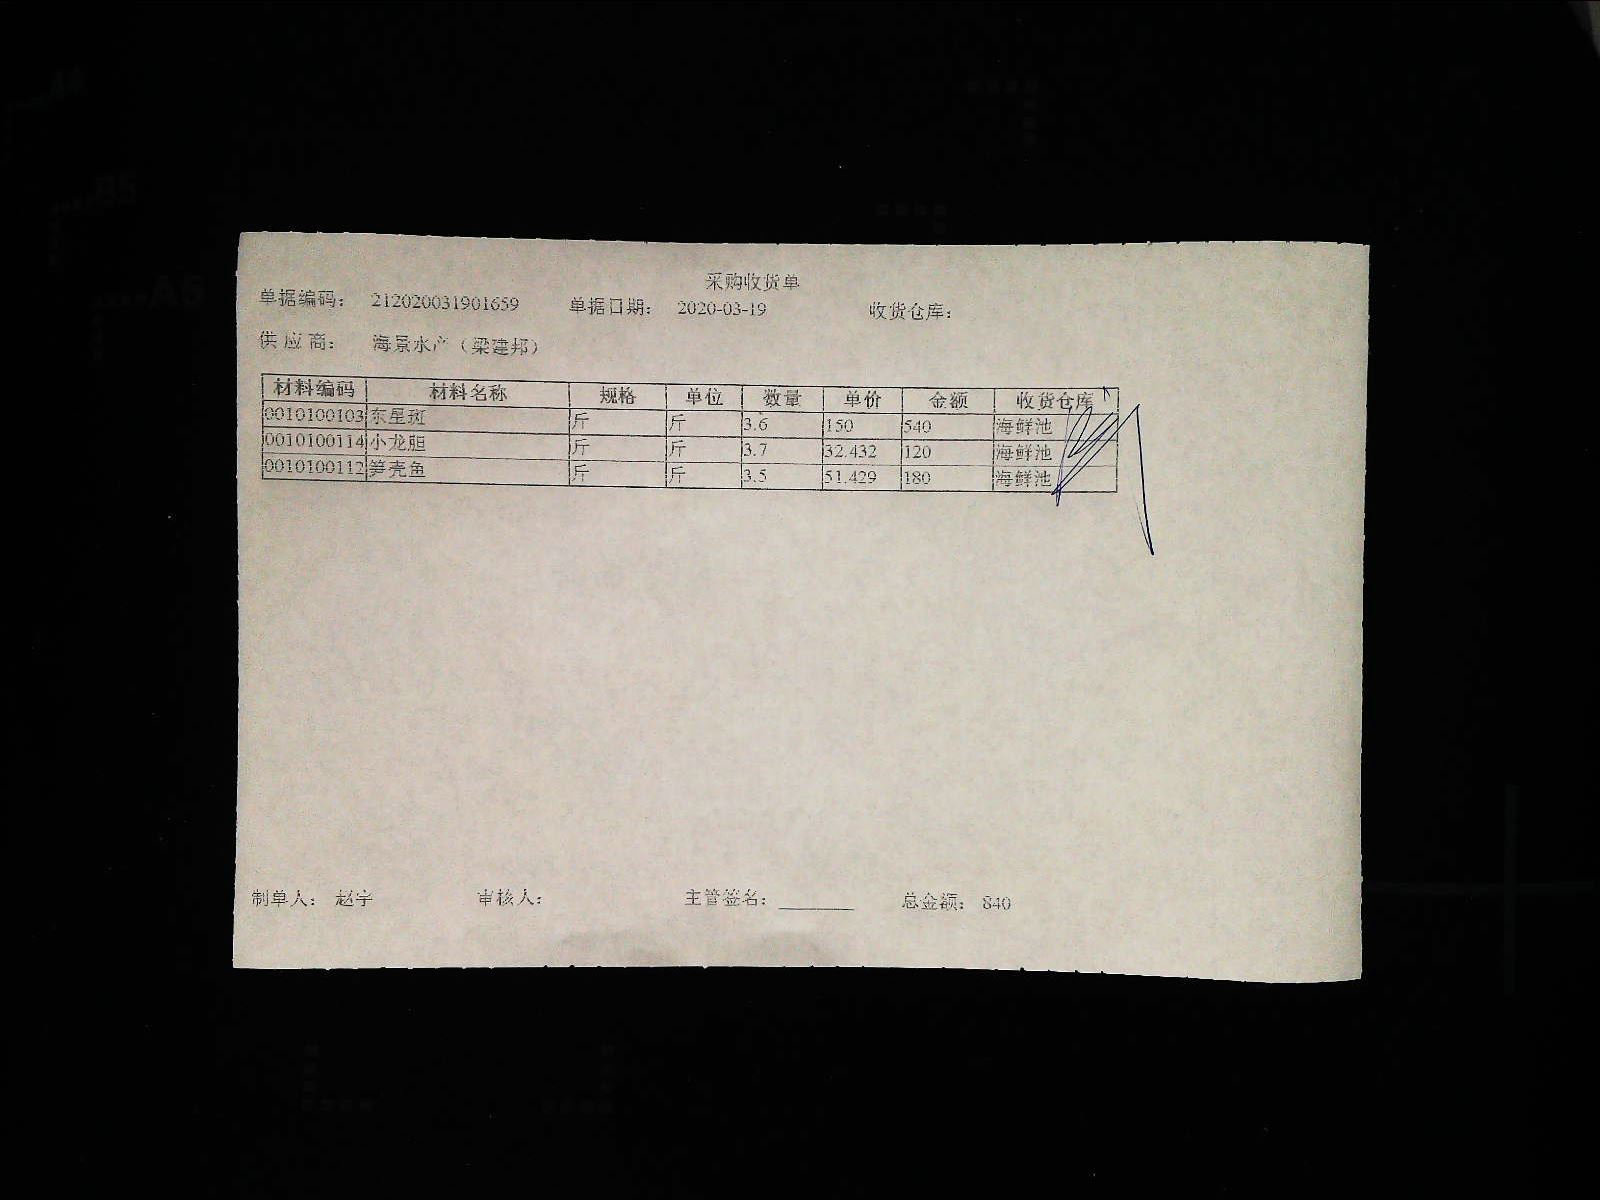 采购收货单
单据编码： 212020031901659 单据日期： 2020-03-19 收货仓库：
供 应 商： 海景水产（梁建邦）
材料编码 材料名称 规格 单位 数量 单价 金额 收货仓库
0010100103 东星斑 斤 斤 3.6 150 540 海鲜池
0010100114 小龙胆 斤 斤 3.7 32.432 120 海鲜池
0010100112 笋壳鱼 斤 斤 3.5 51.429 180 海鲜池
制单人： 赵宇 审核人： 主管签名： 总金额： 840